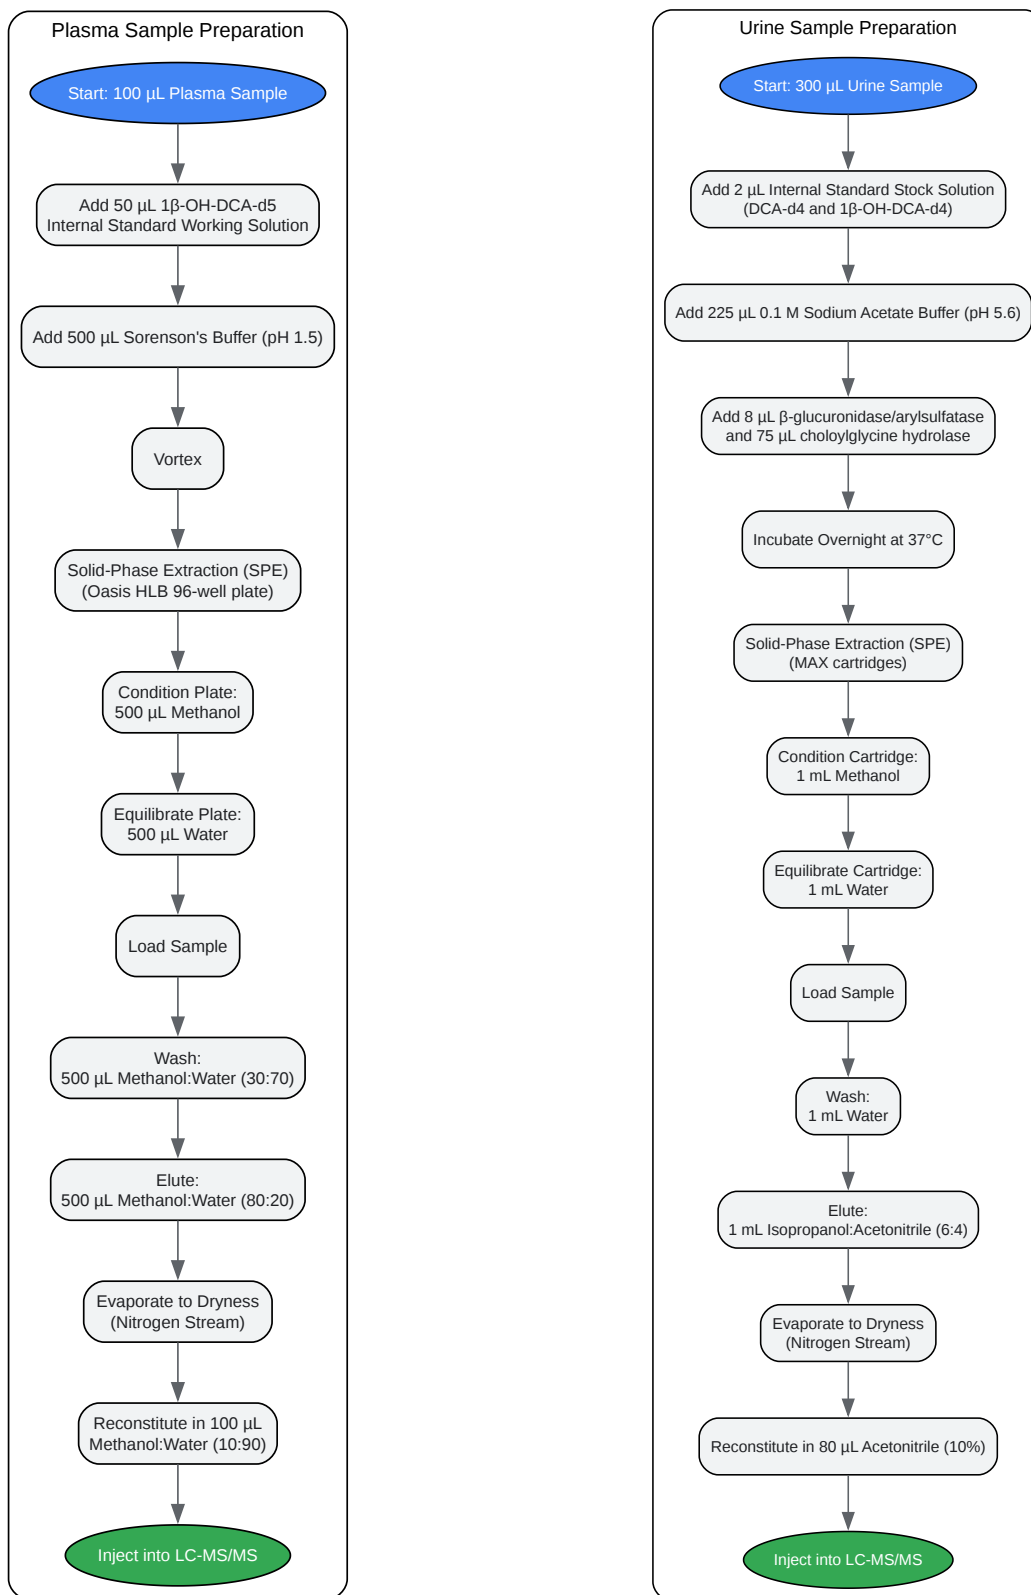 Plasma Sample Preparation
Start: 100 µL Plasma Sample
Add 50 µL 1β-OH-DCA-d5
Internal Standard Working Solution
Add 500 µL Sorenson's Buffer (pH 1.5)
Vortex
Solid-Phase Extraction (SPE)
(Oasis HLB 96-well plate)
Condition Plate:
500 µL Methanol
Equilibrate Plate:
500 µL Water
Load Sample
Wash:
500 µL Methanol:Water (30:70)
Elute:
500 µL Methanol:Water (80:20)
Evaporate to Dryness
(Nitrogen Stream)
Reconstitute in 100 µL
Methanol:Water (10:90)
Inject into LC-MS/MS
Urine Sample Preparation
Start: 300 µL Urine Sample
Add 2 µL Internal Standard Stock Solution
(DCA-d4 and 1β-OH-DCA-d4)
Add 225 µL 0.1 M Sodium Acetate Buffer (pH 5.6)
Add 8 µL β-glucuronidase/arylsulfatase
and 75 µL choloylglycine hydrolase
Incubate Overnight at 37°C
Solid-Phase Extraction (SPE)
(MAX cartridges)
Condition Cartridge:
1 mL Methanol
Equilibrate Cartridge:
1 mL Water
Load Sample
Wash:
1 mL Water
Elute:
1 mL Isopropanol:Acetonitrile (6:4)
Evaporate to Dryness
(Nitrogen Stream)
Reconstitute in 80 µL Acetonitrile (10%)
Inject into LC-MS/MS